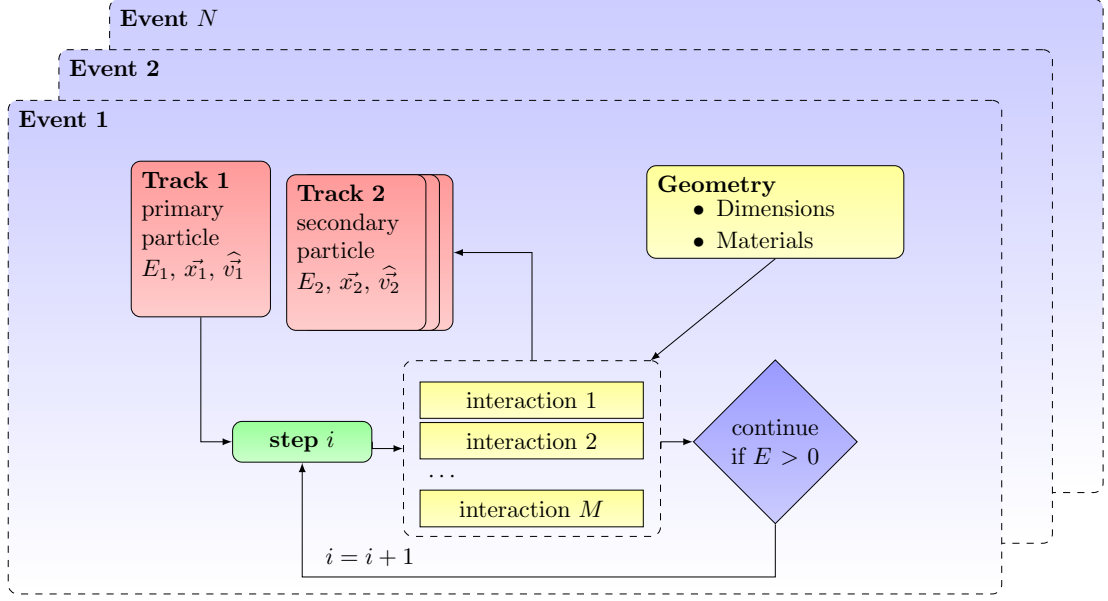 Event N
Event 2
Event 1
Track 1
primary
particle
E₁, x⃗₁, v̂⃗₁
Track 2
secondary
particle
E₂, x⃗₂, v̂⃗₂
Geometry
• Dimensions
• Materials
interaction 1
step i
interaction 2
...
interaction M
continue
if E > 0
i = i + 1